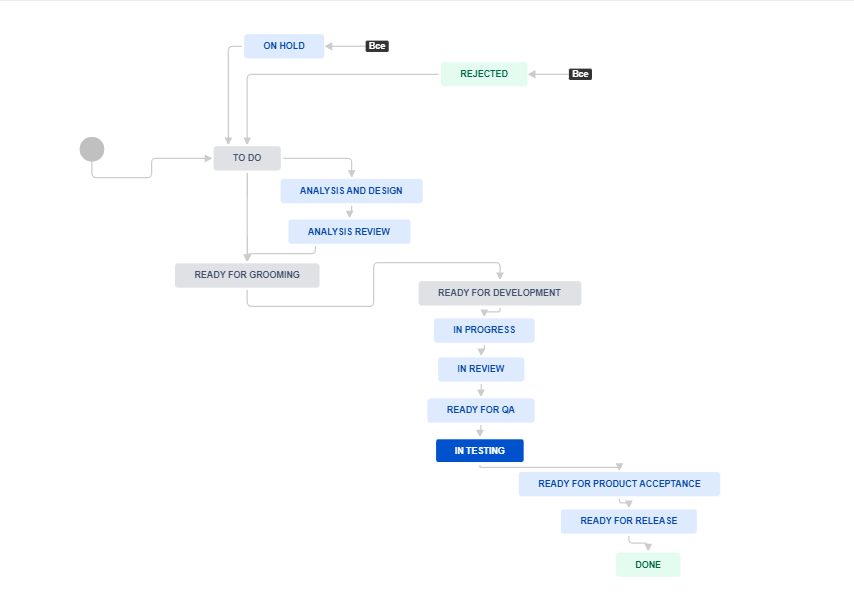 ON HOLD
Все
REJECTED
Все
TO DO
ANALYSIS AND DESIGN
ANALYSIS REVIEW
READY FOR GROOMING
READY FOR DEVELOPMENT
IN PROGRESS
IN REVIEW
READY FOR QA
IN TESTING
READY FOR PRODUCT ACCEPTANCE
READY FOR RELEASE
DONE